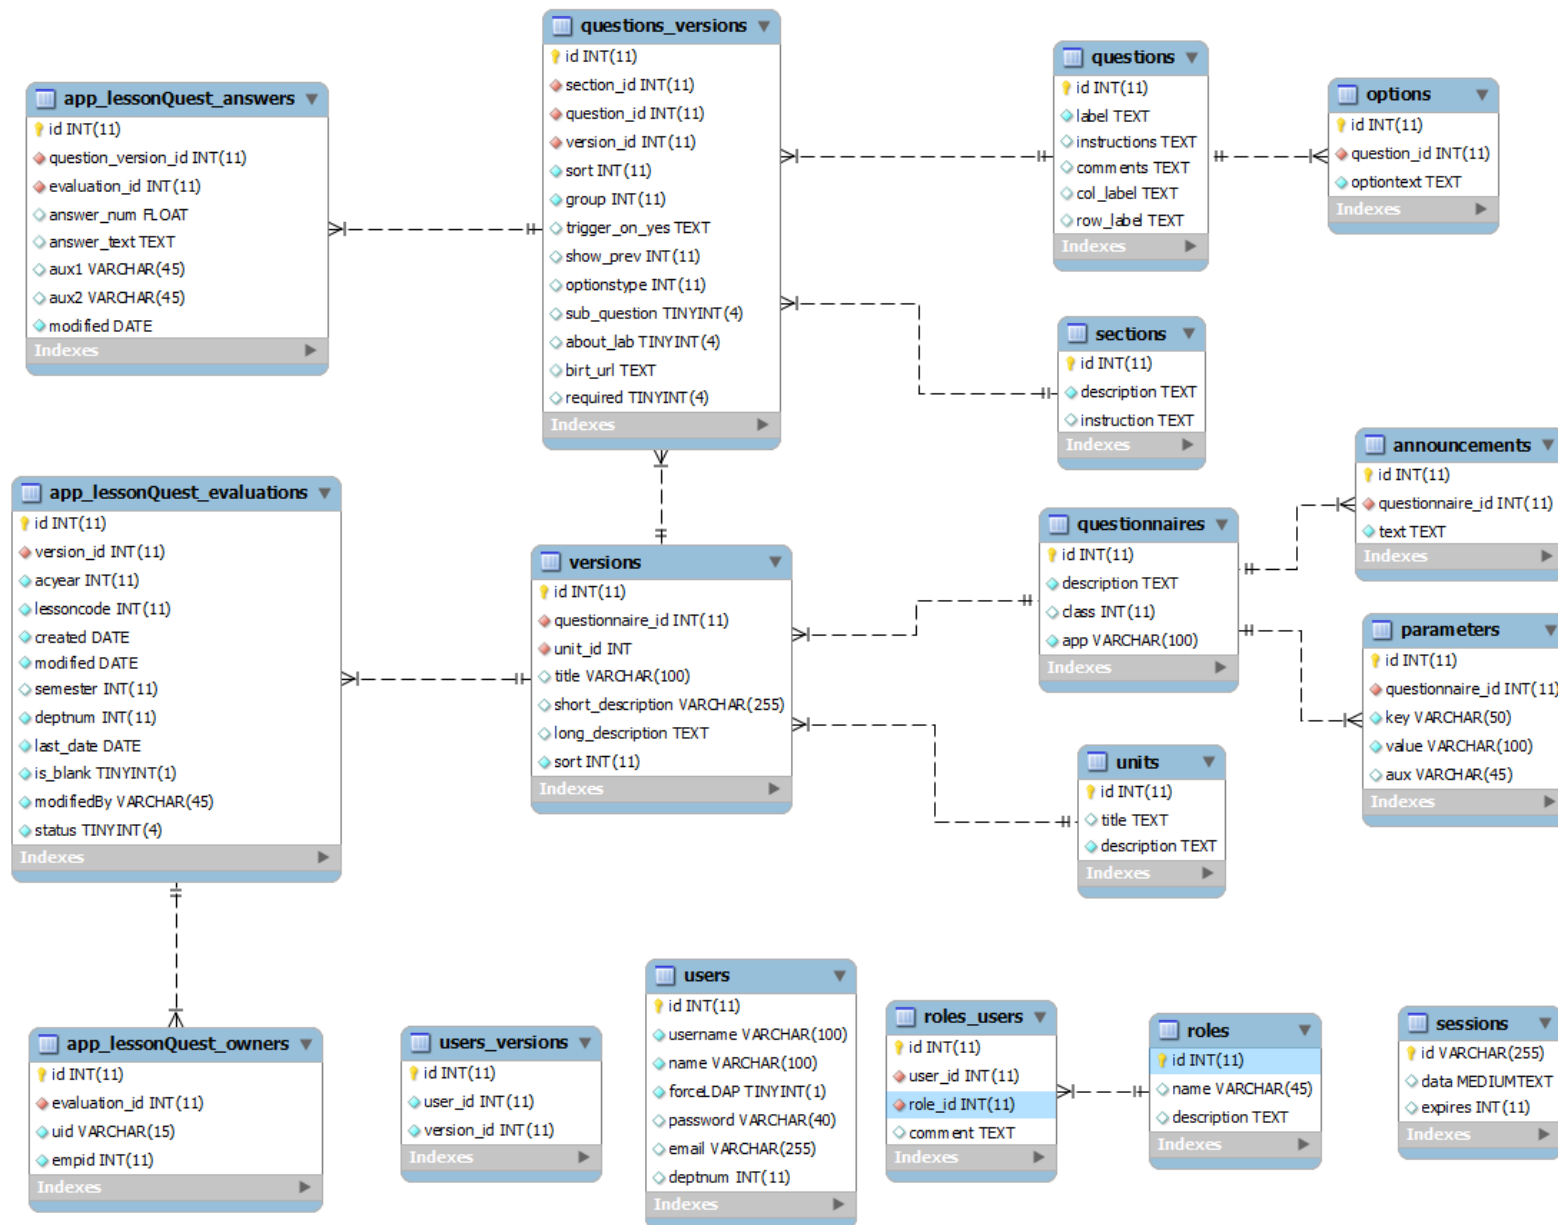 questions_versions
id INT(11)
section_id INT(11)
question_id INT(11)
version_id INT(11)
sort INT(11)
group INT(11)
trigger_on_yes TEXT
show_prev INT(11)
optionstype INT(11)
sub_question TINYINT(4)
about_lab TINYINT(4)
birt_url TEXT
required TINYINT(4)
Indexes
questions
id INT(11)
label TEXT
instructions TEXT
comments TEXT
col_label TEXT
row_label TEXT
Indexes
options
id INT(11)
question_id INT(11)
optiontext TEXT
Indexes
app_lessonQuest_answers
id INT(11)
question_version_id INT(11)
evaluation_id INT(11)
answer_num FLOAT
answer_text TEXT
aux1 VARCHAR(45)
aux2 VARCHAR(45)
modified DATE
Indexes
sections
id INT(11)
description TEXT
instruction TEXT
Indexes
announcements
id INT(11)
questionnaire_id INT(11)
text TEXT
Indexes
app_lessonQuest_evaluations
id INT(11)
version_id INT(11)
acyear INT(11)
lessoncode INT(11)
created DATE
modified DATE
semester INT(11)
deptnum INT(11)
last_date DATE
is_blank TINYINT(1)
modifiedBy VARCHAR(45)
status TINYINT(4)
Indexes
versions
id INT(11)
questionnaire_id INT(11)
unit_id INT
title VARCHAR(100)
short_description VARCHAR(255)
long_description TEXT
sort INT(11)
Indexes
questionnaires
id INT(11)
description TEXT
class INT(11)
app VARCHAR(100)
Indexes
parameters
id INT(11)
questionnaire_id INT(11)
key VARCHAR(50)
value VARCHAR(100)
aux VARCHAR(45)
Indexes
units
id INT(11)
title TEXT
description TEXT
Indexes
app_lessonQuest_owners
id INT(11)
evaluation_id INT(11)
uid VARCHAR(15)
empid INT(11)
Indexes
users_versions
id INT(11)
user_id INT(11)
version_id INT(11)
Indexes
users
id INT(11)
username VARCHAR(100)
name VARCHAR(100)
forceLDAP TINYINT(1)
password VARCHAR(40)
email VARCHAR(255)
deptnum INT(11)
Indexes
roles_users
id INT(11)
user_id INT(11)
role_id INT(11)
comment TEXT
Indexes
roles
id INT(11)
name VARCHAR(45)
description TEXT
Indexes
sessions
id VARCHAR(255)
data MEDIUMTEXT
expires INT(11)
Indexes